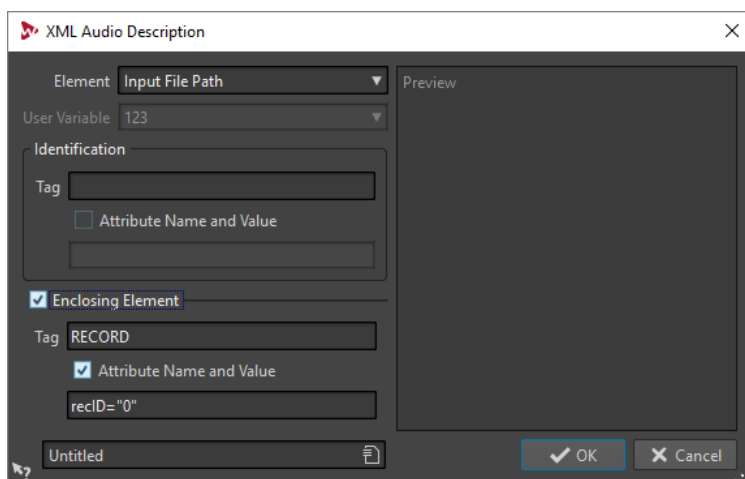 XML Audio Description
Element Input File Path
Preview
User Variable 123
Identification
Tag
Attribute Name and Value
Enclosing Element
Tag RECORD
Attribute Name and Value
recID="0"
Untitled
OK
Cancel